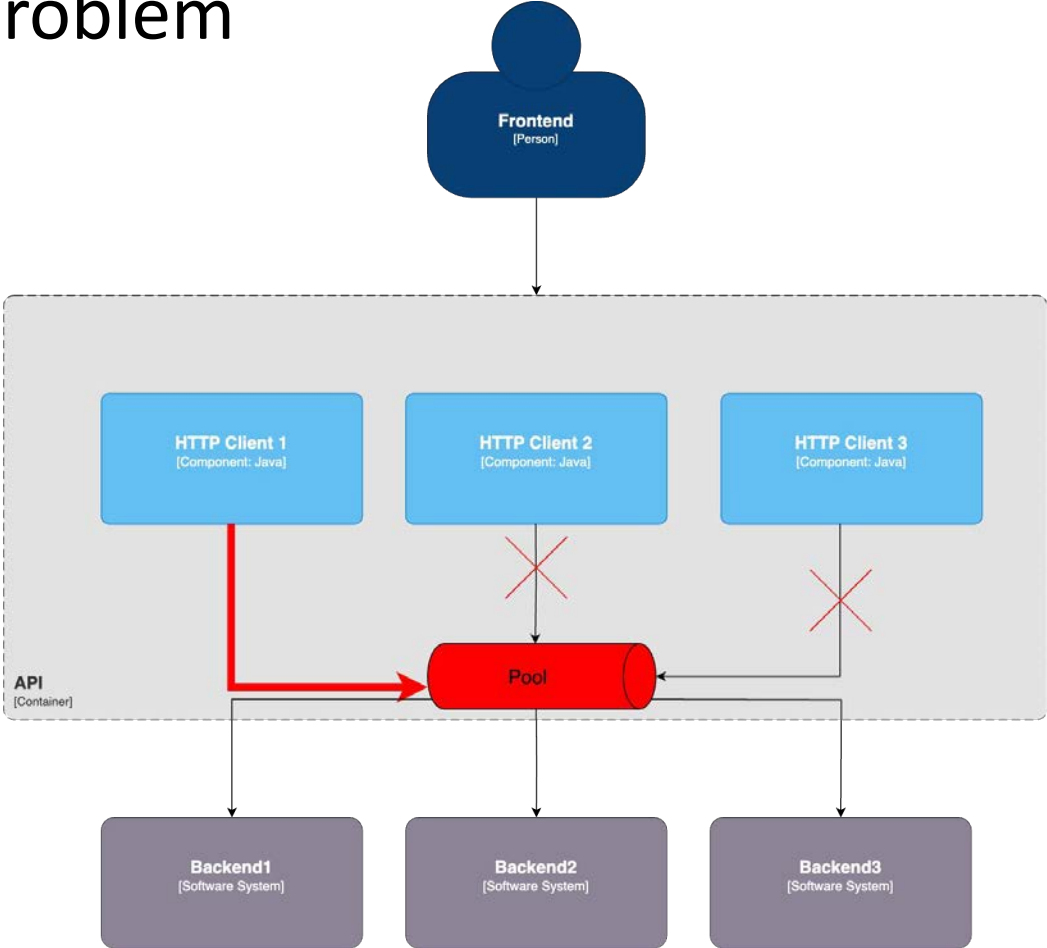 roblem
Frontend
[Person]
HTTP Client 1
[Component: Java]
HTTP Client 2
[Component: Java]
HTTP Client 3
[Component: Java]
Pool
API
[Container]
Backend1
[Software System]
Backend2
[Software System]
Backend3
[Software System]